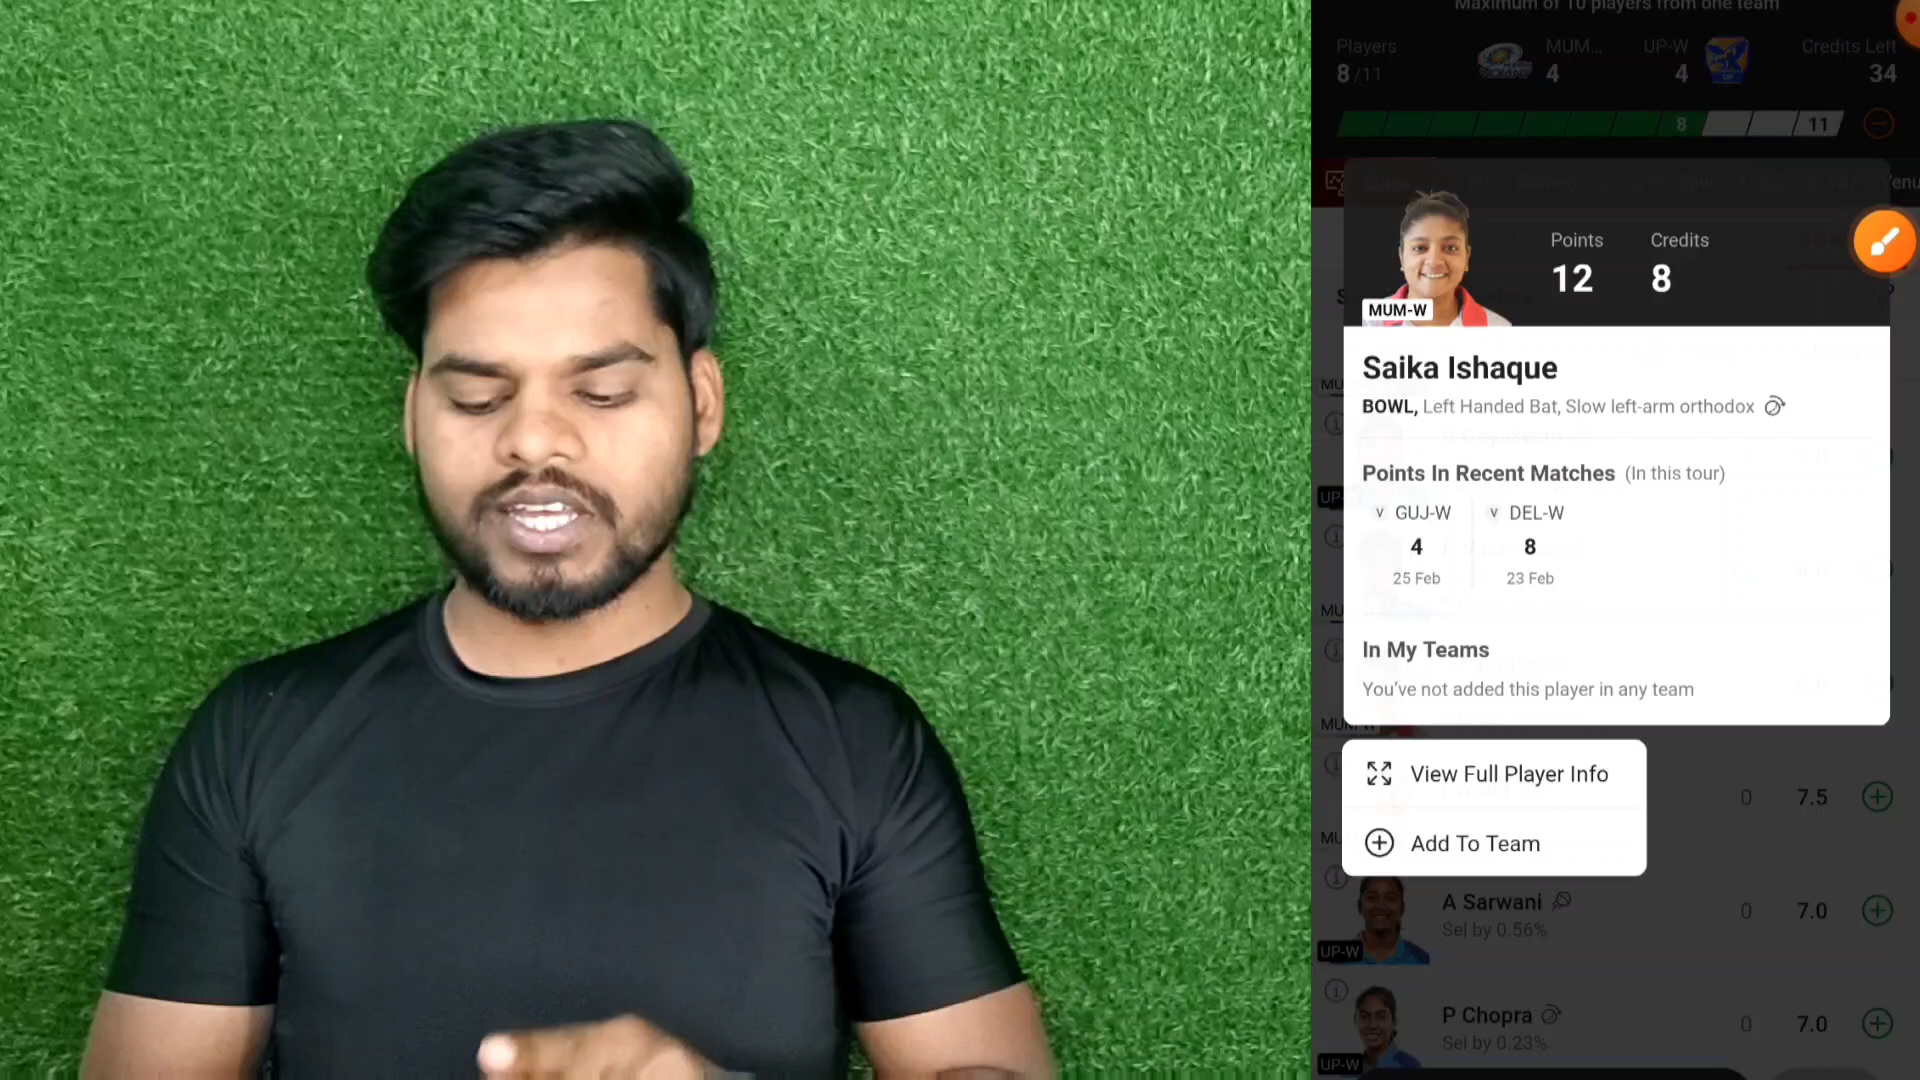 Maximum of 10 players from one team
Players MUM... UP-W Credits Left
8/11 4 4 34
8 11
Points Credits
12 8
MUM-W
Saika Ishaque
BOWL, Left Handed Bat, Slow left-arm orthodox
Points In Recent Matches (In this tour)
v GUJ-W v DEL-W
4 8
25 Feb 23 Feb
In My Teams
You've not added this player in any team
View Full Player Info
0 7.5
Add To Team
A Sarwani
0 7.0
Sel by 0.56%
UP-W
P Chopra
0 7.0
Sel by 0.23%
UP-W